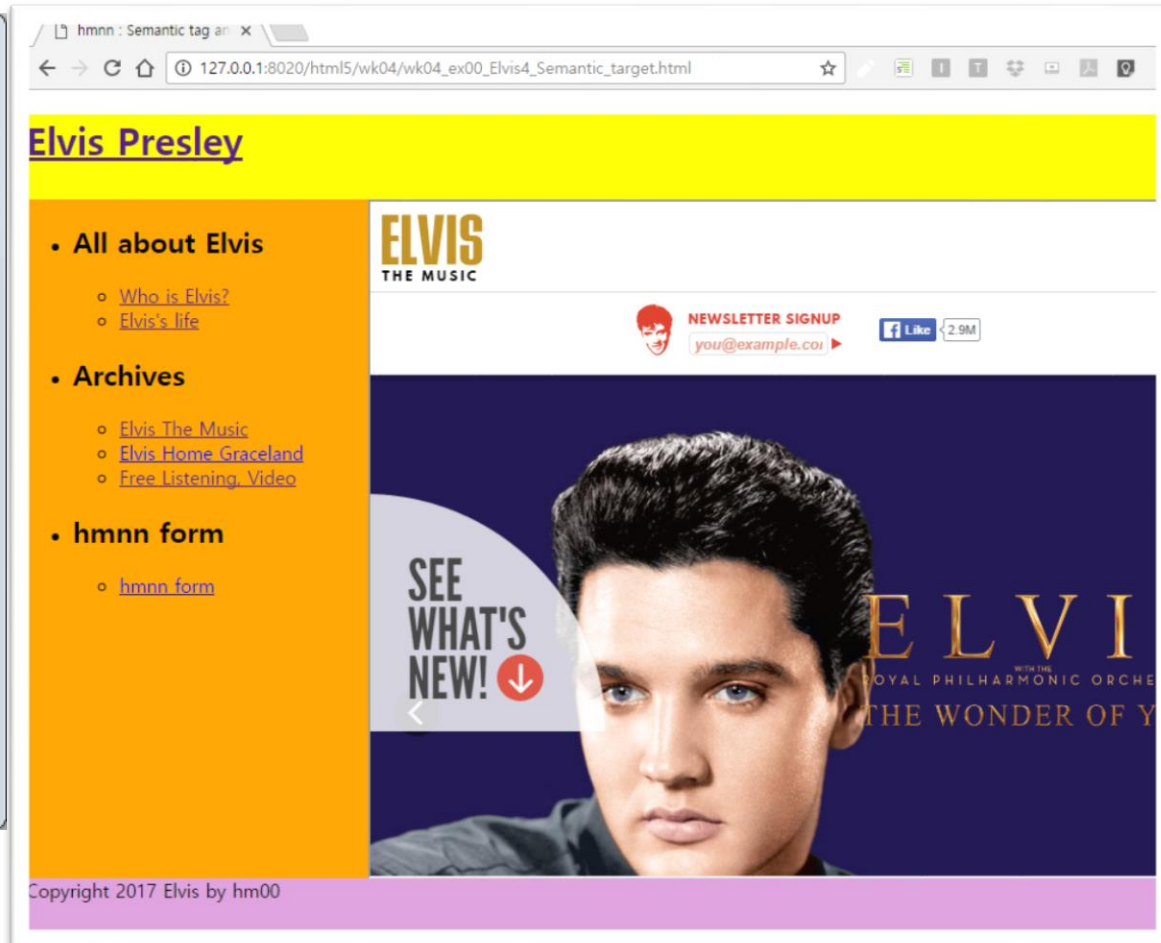 hmnn : Semantic tag an
127.0.0.1:8020/html5/wk04/wk04_ex00_Elvis4_Semantic_target.html
Elvis Presley
All about Elvis
Who is Elvis?
Elvis's life
Archives
Elvis The Music
Elvis Home Graceland
Free Listening, Video
hmnn form
hmnn form
ELVIS
THE MUSIC
NEWSLETTER SIGNUP
you@example.co
Like 2.9M
SEE
WHAT'S
NEW!
ELVI
WITH THE
ROYAL PHILHARMONIC ORCHE
THE WONDER OF Y
Copyright 2017 Elvis by hm00